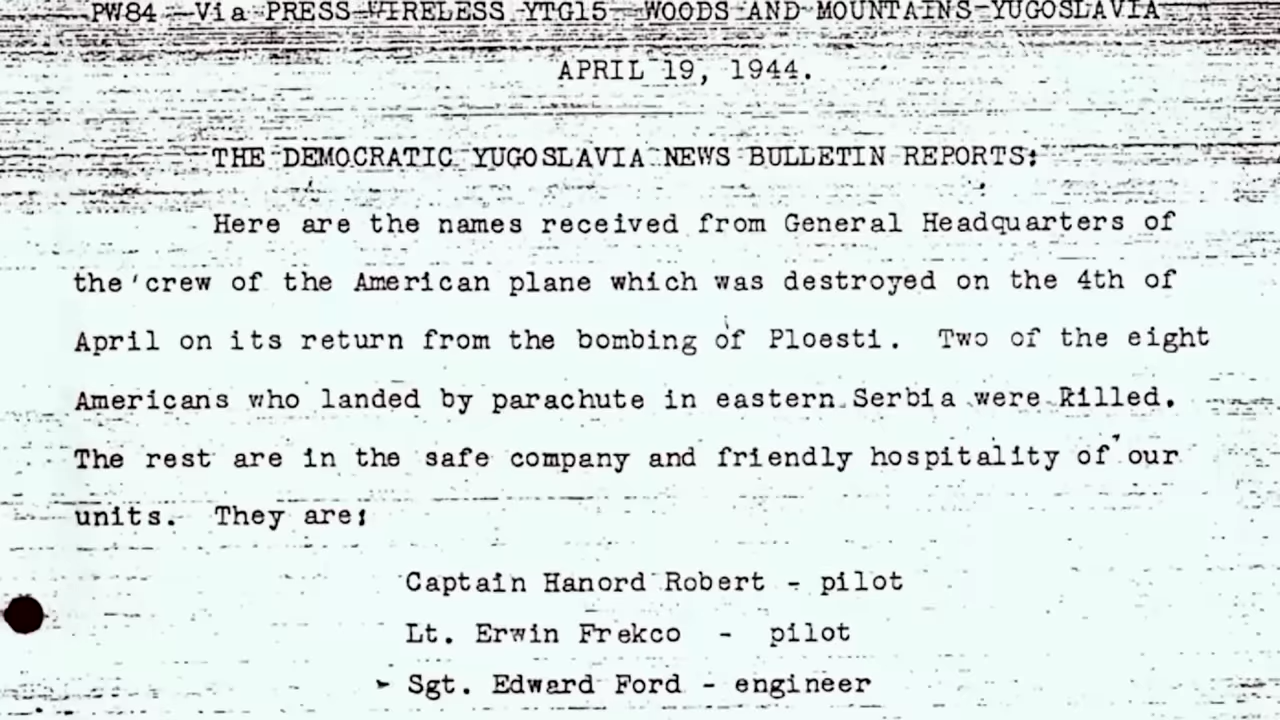 PW84 - Via PRESS WIRELESS YTG15 WOODS AND MOUNTAINS-YUGOSLAVIA
APRIL 19, 1944.
THE DEMOCRATIC YUGOSLAVIA NEWS BULLETIN REPORTS:
Here are the names received from General Headquarters of
the crew of the American plane which was destroyed on the 4th of
April on its return from the bombing of Ploesti. Two of the eight
Americans who landed by parachute in eastern Serbia were killed.
The rest are in the safe company and friendly hospitality of our
units. They are:
Captain Hanord Robert - pilot
Lt. Erwin Frekco - pilot
Sgt. Edward Ford - engineer